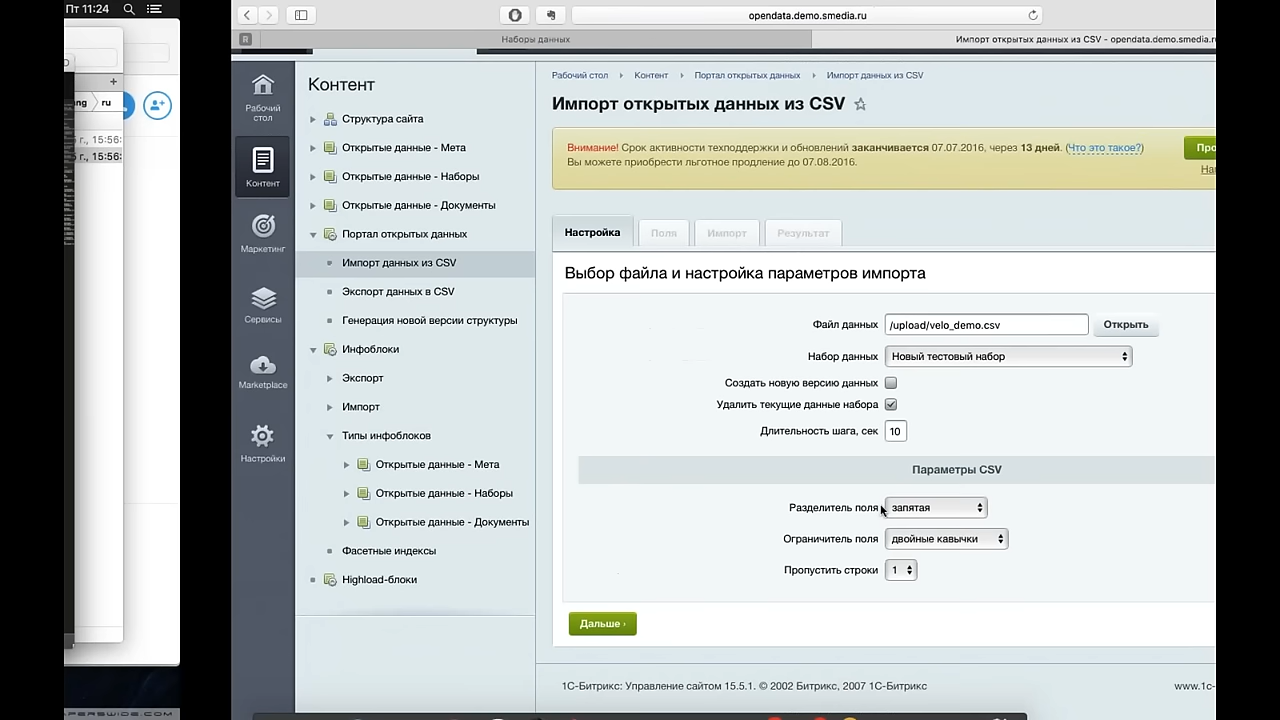 Пт 11:24
ng
ru
г., 15:56:
г., 15:56:
opendata.demo.smedia.ru
Наборы данных
Импорт открытых данных из CSV - opendata.demo.smedia.ru
Рабочий стол
Контент
Маркетинг
Сервисы
Marketplace
Настройки
Контент
Структура сайта
Открытые данные - Мета
Открытые данные - Наборы
Открытые данные - Документы
Портал открытых данных
Импорт данных из CSV
Экспорт данных в CSV
Генерация новой версии структуры
Инфоблоки
Экспорт
Импорт
Типы инфоблоков
Открытые данные - Мета
Открытые данные - Наборы
Открытые данные - Документы
Фасетные индексы
Highload-блоки
Рабочий стол Контент Портал открытых данных Импорт данных из CSV
Импорт открытых данных из CSV
Внимание! Срок активности техподдержки и обновлений заканчивается 07.07.2016, через 13 дней. (Что это такое?)
Вы можете приобрести льготное продление до 07.08.2016.
Про
На
Настройка Поля Импорт Результат
Выбор файла и настройка параметров импорта
Файл данных /upload/velo_demo.csv Открыть
Набор данных Новый тестовый набор
Создать новую версию данных
Удалить текущие данные набора
Длительность шага, сек 10
Параметры CSV
Разделитель поля запятая
Ограничитель поля двойные кавычки
Пропустить строки 1
Дальше ›
1С-Битрикс: Управление сайтом 15.5.1. © 2002 Битрикс, 2007 1С-Битрикс
www.1c-